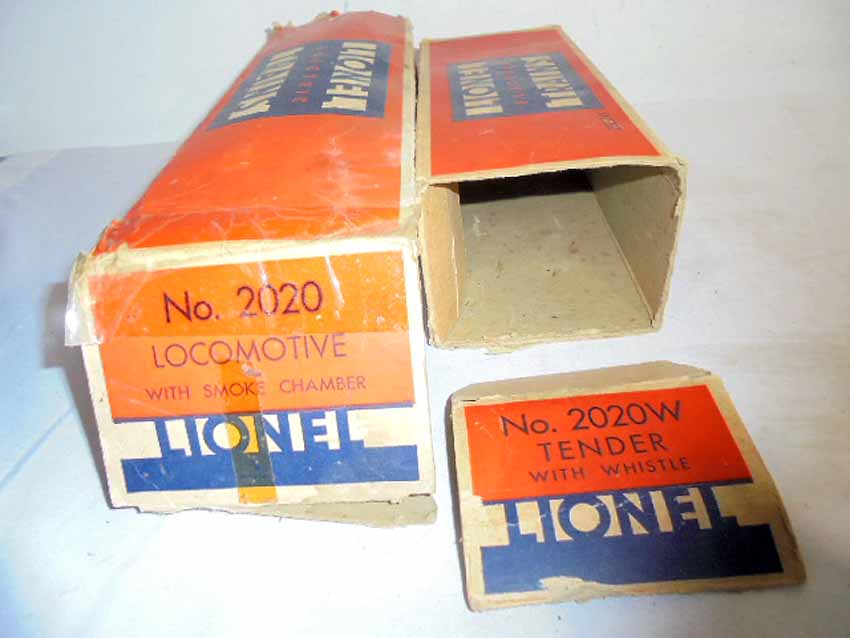 No. 2020
LOCOMOTIVE
WITH SMOKE CHAMBER
LIONEL
No. 2020W
TENDER
WITH WHISTLE
LIONEL